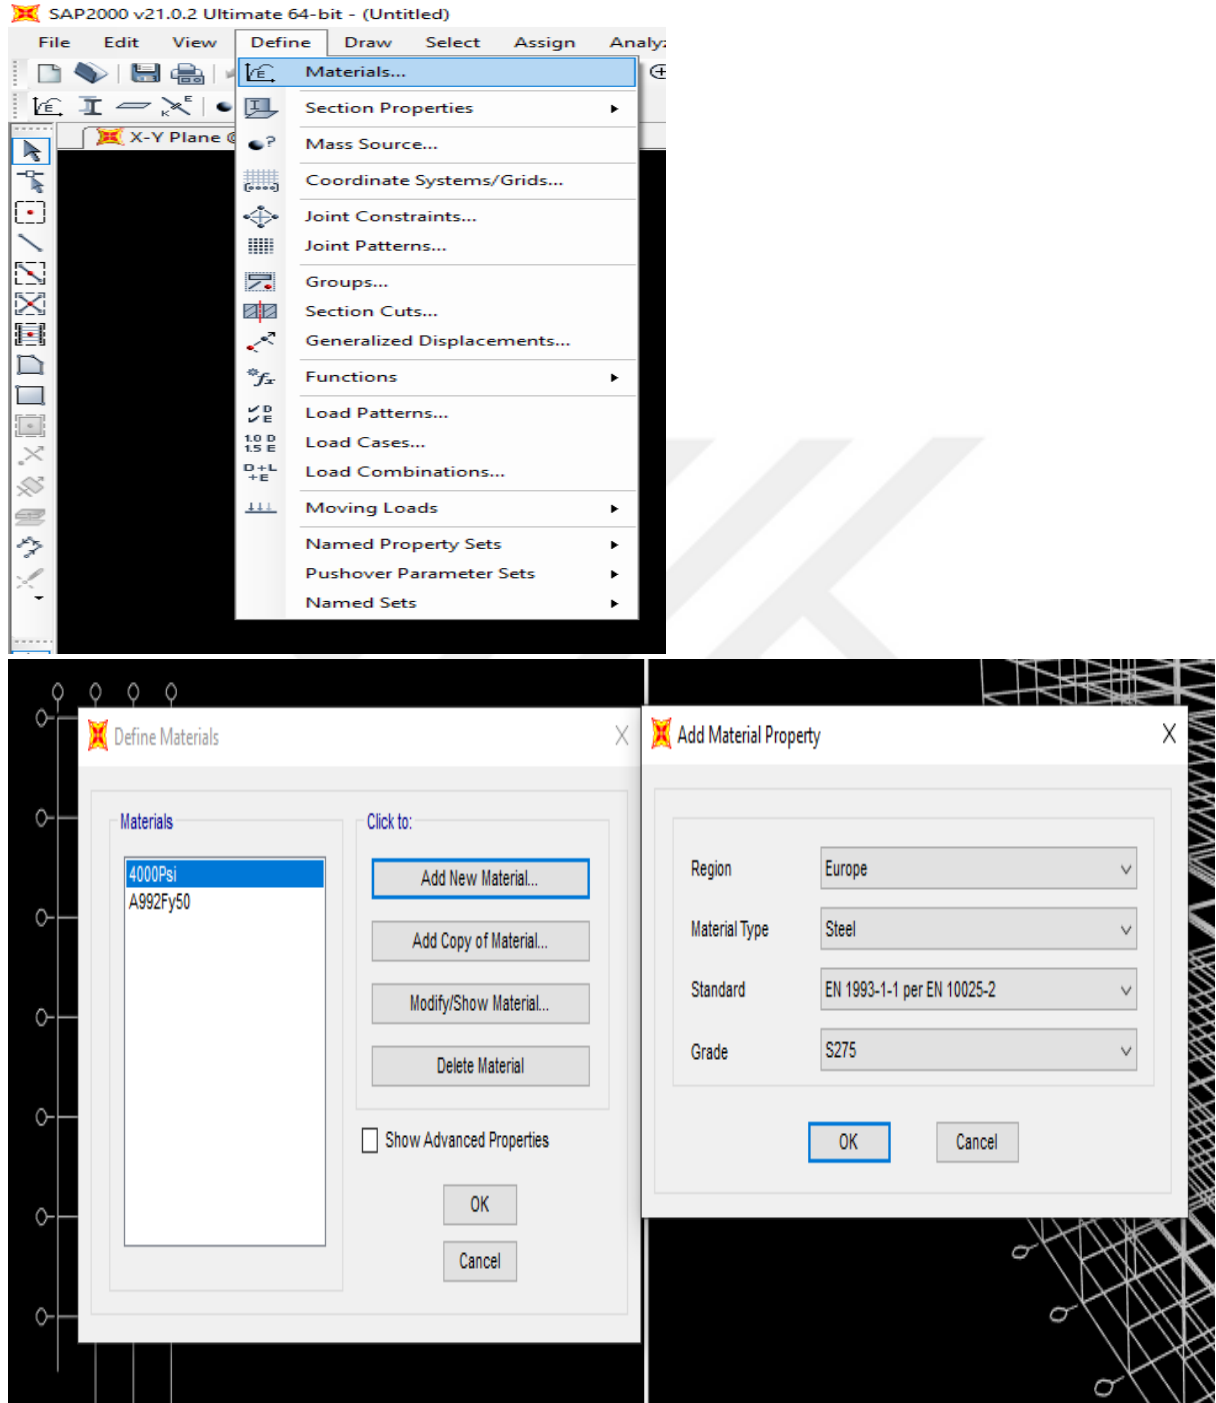 SAP2000 v21.0.2 Ultimate 64-bit - (Untitled)
File Edit View Define Draw Select Assign Analy
X-Y Plane @
Materials...
Section Properties
Mass Source...
Coordinate Systems/Grids...
Joint Constraints...
Joint Patterns...
Groups...
Section Cuts...
Generalized Displacements...
Functions
Load Patterns...
Load Cases...
Load Combinations...
Moving Loads
Named Property Sets
Pushover Parameter Sets
Named Sets
Define Materials
Materials
4000Psi
A992Fy50
Click to:
Add New Material...
Add Copy of Material...
Modify/Show Material...
Delete Material
Show Advanced Properties
OK
Cancel
Add Material Property
Region Europe
Material Type Steel
Standard EN 1993-1-1 per EN 10025-2
Grade S275
OK Cancel